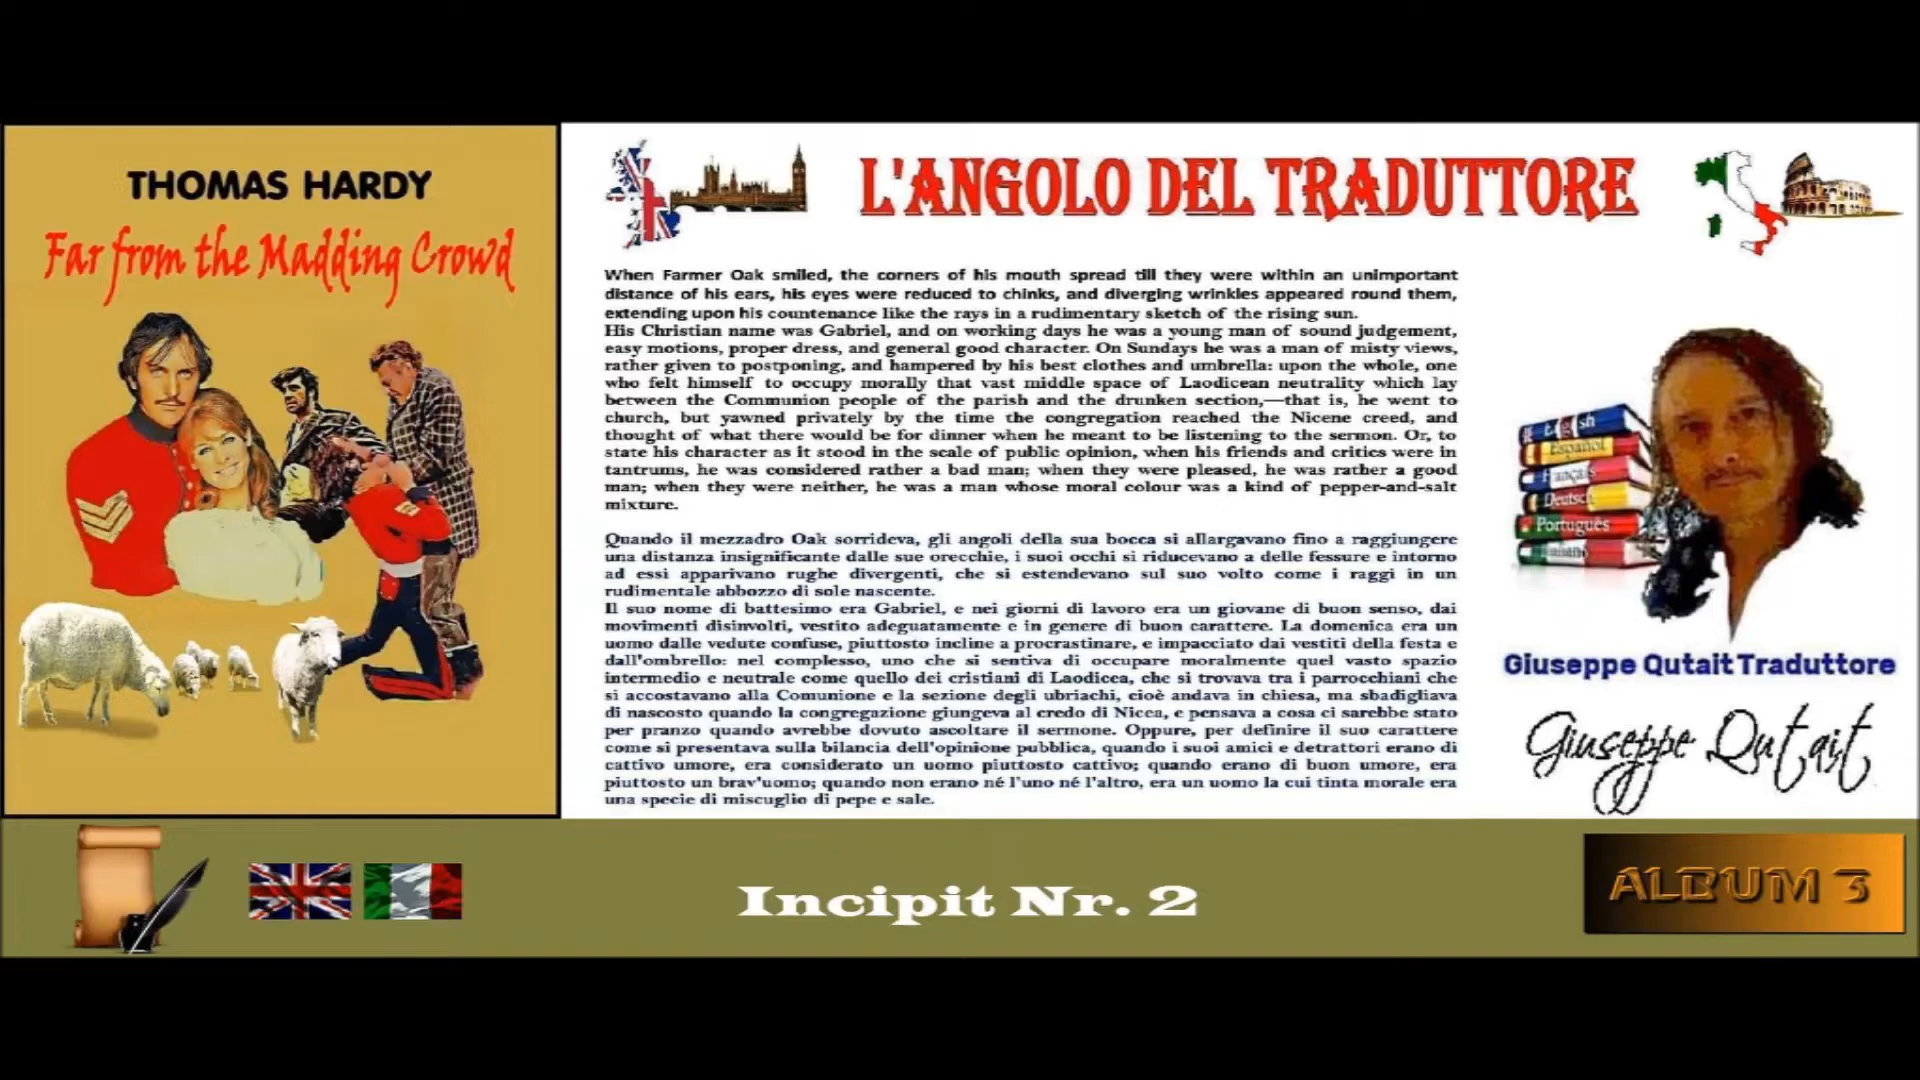 THOMAS HARDY
Far from the Madding Crowd
L'ANGOLO DEL TRADUTTORE
When Farmer Oak smiled, the corners of his mouth spread till they were within an unimportant
distance of his ears, his eyes were reduced to chinks, and diverging wrinkles appeared round them,
extending upon his countenance like the rays in a rudimentary sketch of the rising sun.
His Christian name was Gabriel, and on working days he was a young man of sound judgement,
easy motions, proper dress, and general good character. On Sundays he was a man of misty views,
rather given to postponing, and hampered by his best clothes and umbrella: upon the whole, one
who felt himself to occupy morally that vast middle space of Laodicean neutrality which lay
between the Communion people of the parish and the drunken section,—that is, he went to
church, but yawned privately by the time the congregation reached the Nicene creed, and
thought of what there would be for dinner when he meant to be listening to the sermon. Or, to
state his character as it stood in the scale of public opinion, when his friends and critics were in
tantrums, he was considered rather a bad man; when they were pleased, he was rather a good
man; when they were neither, he was a man whose moral colour was a kind of pepper-and-salt
mixture.
Quando il mezzadro Oak sorrideva, gli angoli della sua bocca si allargavano fino a raggiungere
una distanza insignificante dalle sue orecchie, i suoi occhi si riducevano a delle fessure e intorno
ad essi apparivano rughe divergenti, che si estendevano sul suo volto come i raggi in un
rudimentale abbozzo di sole nascente.
Il suo nome di battesimo era Gabriel, e nei giorni di lavoro era un giovane di buon senso, dai
movimenti disinvolti, vestito adeguatamente e in genere di buon carattere. La domenica era un
uomo dalle vedute confuse, piuttosto incline a procrastinare, e impacciato dai vestiti della festa e
dall'ombrello: nel complesso, uno che si sentiva di occupare moralmente quel vasto spazio
intermedio e neutrale come quello dei cristiani di Laodicea, che si trovava tra i parrocchiani che
si accostavano alla Comunione e la sezione degli ubriachi, cioè andava in chiesa, ma sbadigliava
di nascosto quando la congregazione giungeva al credo di Nicea, e pensava a cosa ci sarebbe stato
per pranzo quando avrebbe dovuto ascoltare il sermone. Oppure, per definire il suo carattere
come si presentava sulla bilancia dell'opinione pubblica, quando i suoi amici e detrattori erano di
cattivo umore, era considerato un uomo piuttosto cattivo; quando erano di buon umore, era
piuttosto un brav'uomo; quando non erano né l'uno né l'altro, era un uomo la cui tinta morale era
una specie di miscuglio di pepe e sale.
English
Español
Français
Deutsch
Português
Giuseppe Qutait Traduttore
Giuseppe Qutait
Incipit Nr. 2
ALBUM 3